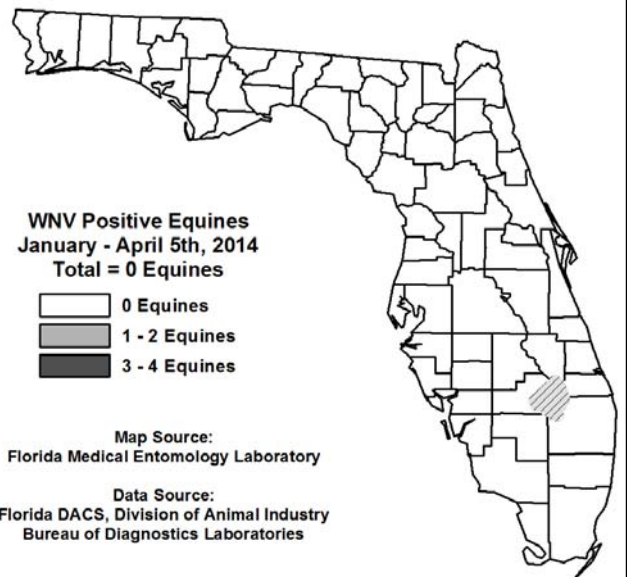 WNV Positive Equines
January - April 5th, 2014
Total = 0 Equines
0 Equines
1 - 2 Equines
3 - 4 Equines
Map Source:
Florida Medical Entomology Laboratory
Data Source:
Florida DACS, Division of Animal Industry
Bureau of Diagnostics Laboratories